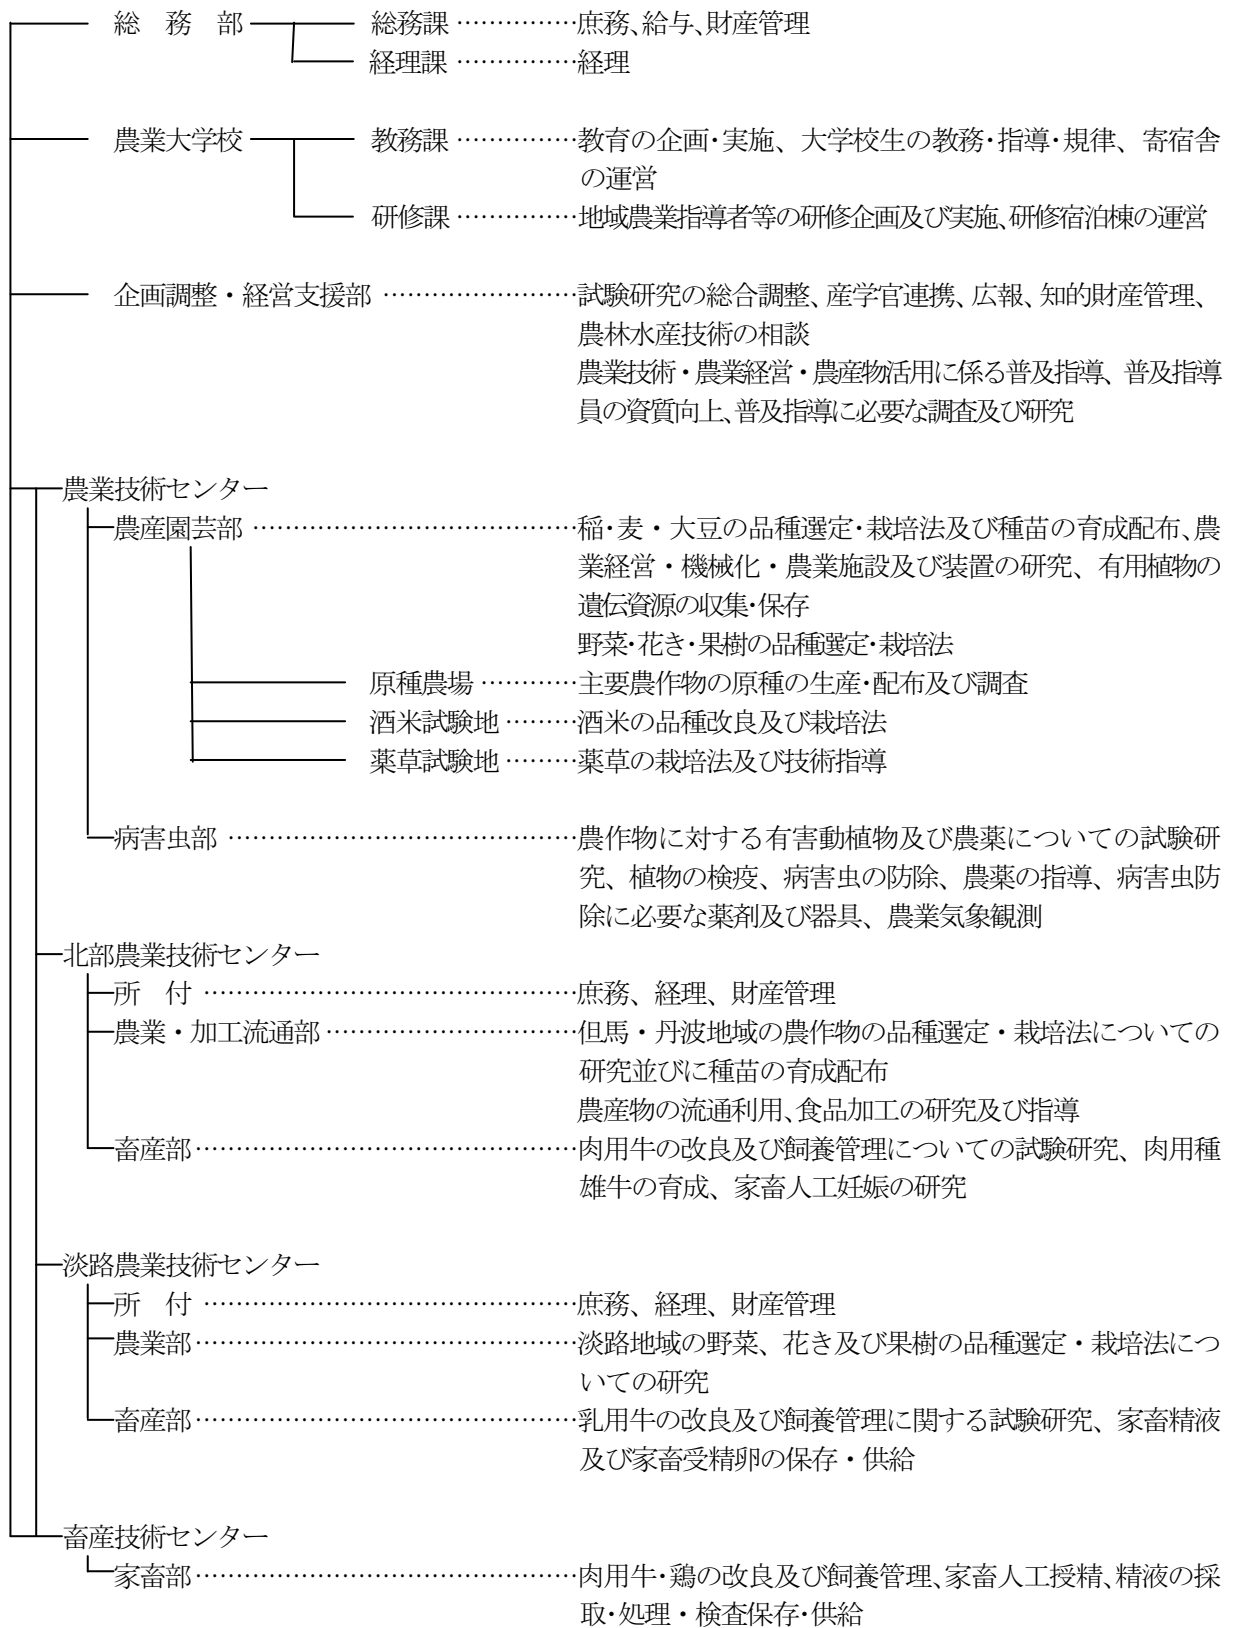 総 務 部 総務課 ……………庶務、給与、財産管理
経理課 ……………経理
農業大学校 教務課 ……………教育の企画・実施、大学校生の教務・指導・規律、寄宿舎
の運営
研修課 ……………地域農業指導者等の研修企画及び実施、研修宿泊棟の運営
企画調整・経営支援部 ……………………試験研究の総合調整、産学官連携、広報、知的財産管理、
農林水産技術の相談
農業技術・農業経営・農産物活用に係る普及指導、普及指導
員の資質向上、普及指導に必要な調査及び研究
農業技術センター
農産園芸部 …………………………………稲・麦・大豆の品種選定・栽培法及び種苗の育成配布、農
業経営・機械化・農業施設及び装置の研究、有用植物の
遺伝資源の収集・保存
野菜・花き・果樹の品種選定・栽培法
原種農場 …………主要農作物の原種の生産・配布及び調査
酒米試験地 ………酒米の品種改良及び栽培法
薬草試験地 ………薬草の栽培法及び技術指導
病害虫部 ……………………………………農作物に対する有害動植物及び農薬についての試験研
究、植物の検疫、病害虫の防除、農薬の指導、病害虫防
除に必要な薬剤及び器具、農業気象観測
北部農業技術センター
所 付 ………………………………………庶務、経理、財産管理
農業・加工流通部 …………………………但馬・丹波地域の農作物の品種選定・栽培法についての
研究並びに種苗の育成配布
農産物の流通利用、食品加工の研究及び指導
畜産部 ………………………………………肉用牛の改良及び飼養管理についての試験研究、肉用種
雄牛の育成、家畜人工妊娠の研究
淡路農業技術センター
所 付 ………………………………………庶務、経理、財産管理
農業部 ………………………………………淡路地域の野菜、花き及び果樹の品種選定・栽培法につ
いての研究
畜産部 ………………………………………乳用牛の改良及び飼養管理に関する試験研究、家畜精液
及び家畜受精卵の保存・供給
畜産技術センター
家畜部 ………………………………………肉用牛・鶏の改良及び飼養管理、家畜人工授精、精液の採
取・処理・検査保存・供給